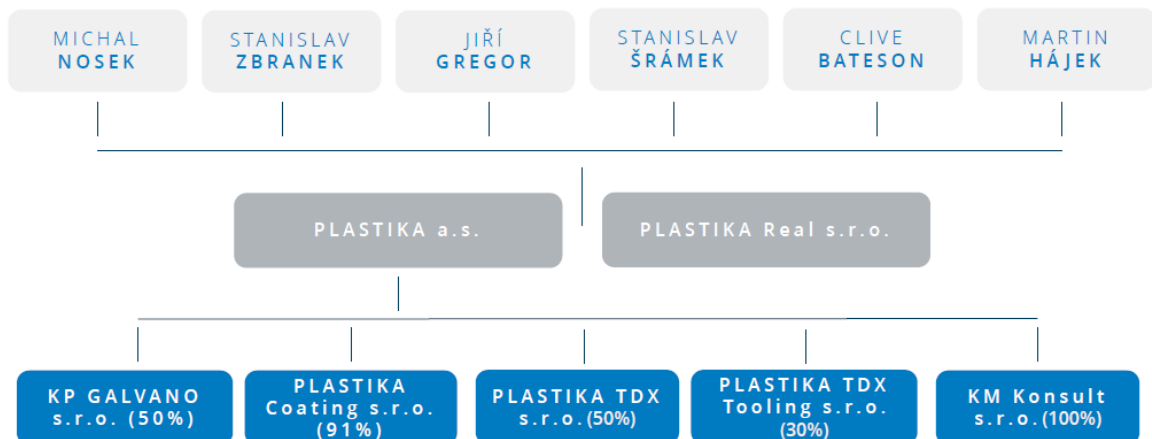 MICHAL
NOSEK
STANISLAV
ZBRANEK
JIŘÍ
GREGOR
STANISLAV
ŠRÁMEK
CLIVE
BATESON
MARTIN
HÁJEK
PLASTIKA a.s.
PLASTIKA Real s.r.o.
KP GALVANO
s.r.o. (50%)
PLASTIKA
Coating s.r.o.
(91%)
PLASTIKA TDX
s.r.o. (50%)
PLASTIKA TDX
Tooling s.r.o.
(30%)
KM Konsult
s.r.o. (100%)